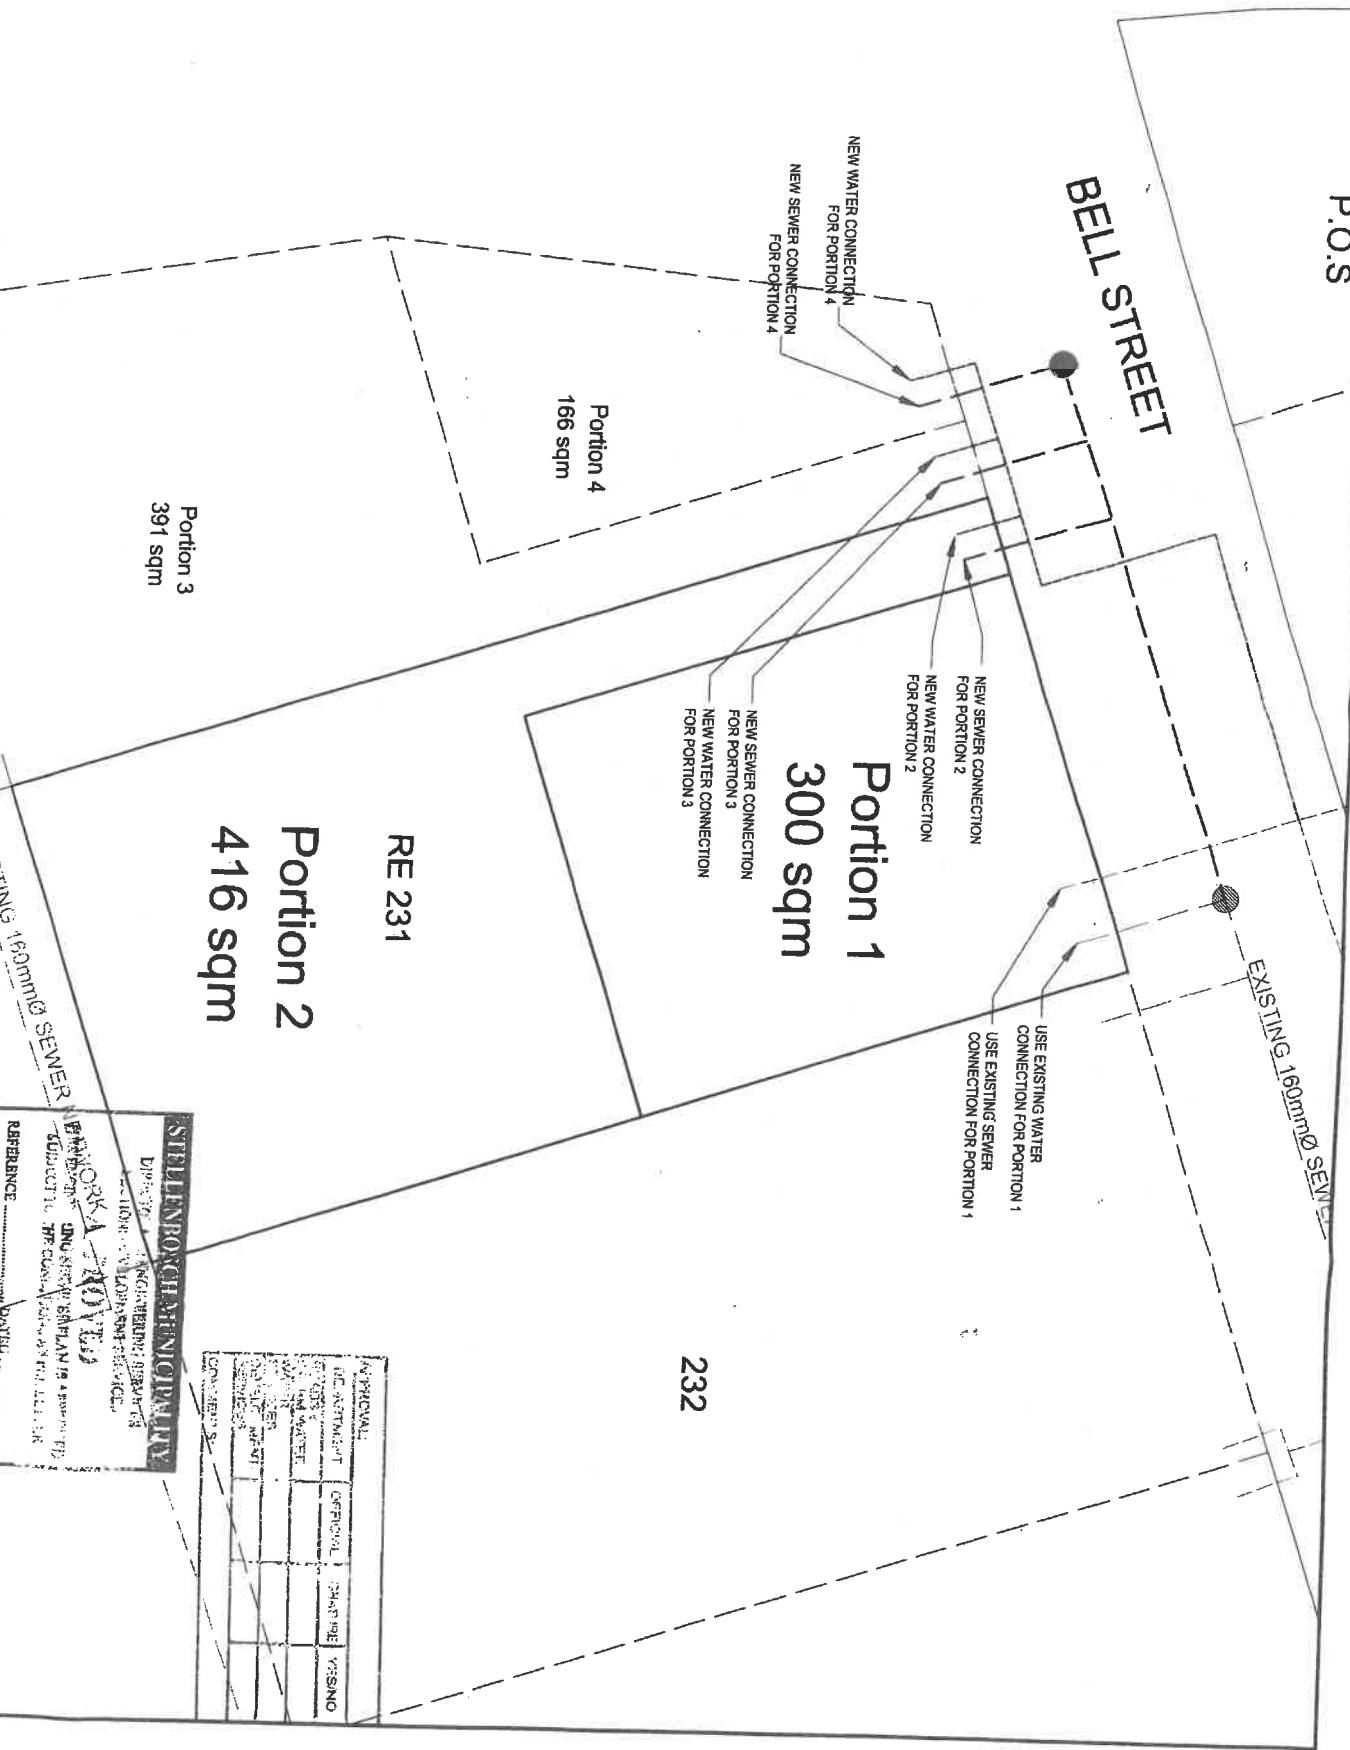 P.O.S
BELL STREET
NEW WATER CONNECTION
FOR PORTION 4
NEW SEWER CONNECTION
FOR PORTION 4
Portion 4
166 sqm
Portion 3
391 sqm
NEW SEWER CONNECTION
FOR PORTION 2
NEW WATER CONNECTION
FOR PORTION 2
NEW SEWER CONNECTION
FOR PORTION 3
NEW WATER CONNECTION
FOR PORTION 3
Portion 1
300 sqm
RE 231
Portion 2
416 sqm
EXISTING 160mmØ SEWE
USE EXISTING WATER
CONNECTION FOR PORTION 1
USE EXISTING SEWER
CONNECTION FOR PORTION 1
232
TING 160mmØ SEWER
STELLENBOSCH MUNICIPALITY
REFERENCE
APPROVAL:
OFFICIAL YES/NO